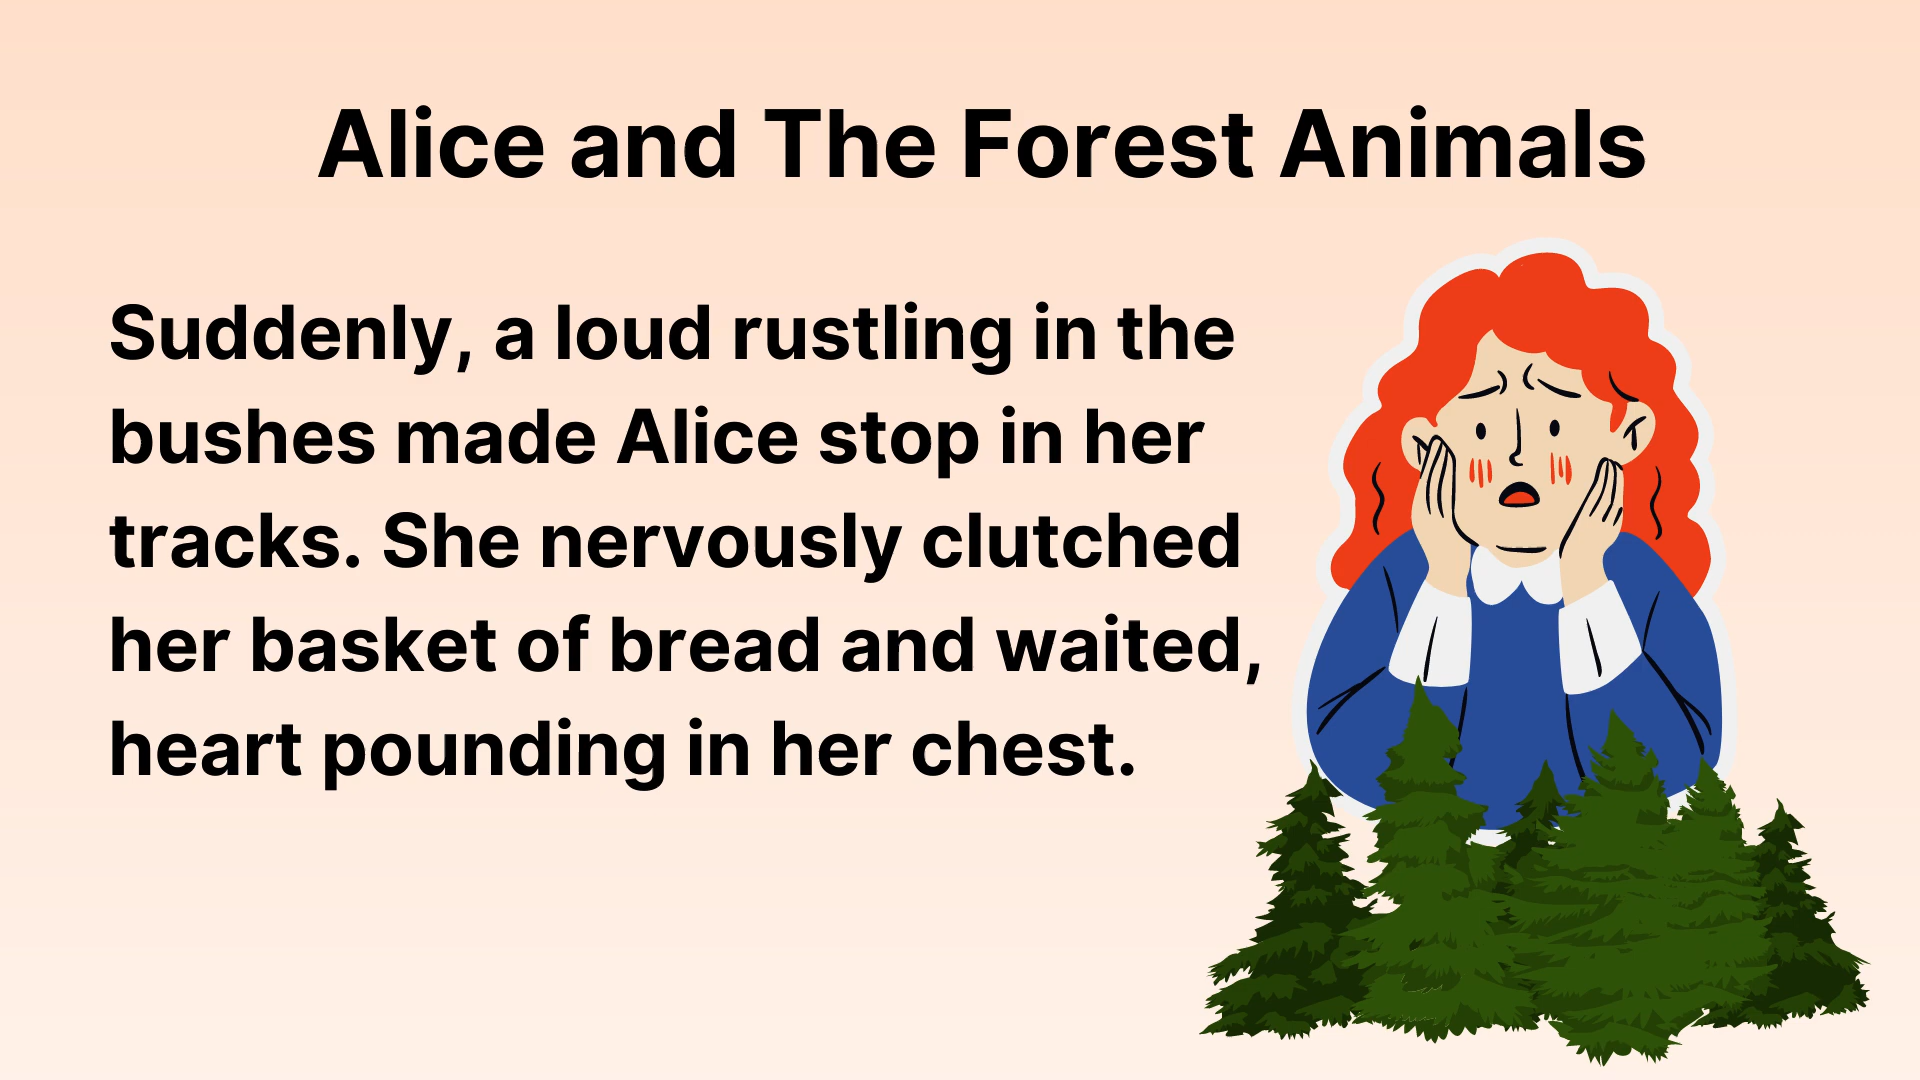 Alice and The Forest Animals
Suddenly, a loud rustling in the
bushes made Alice stop in her
tracks. She nervously clutched
her basket of bread and waited,
heart pounding in her chest.